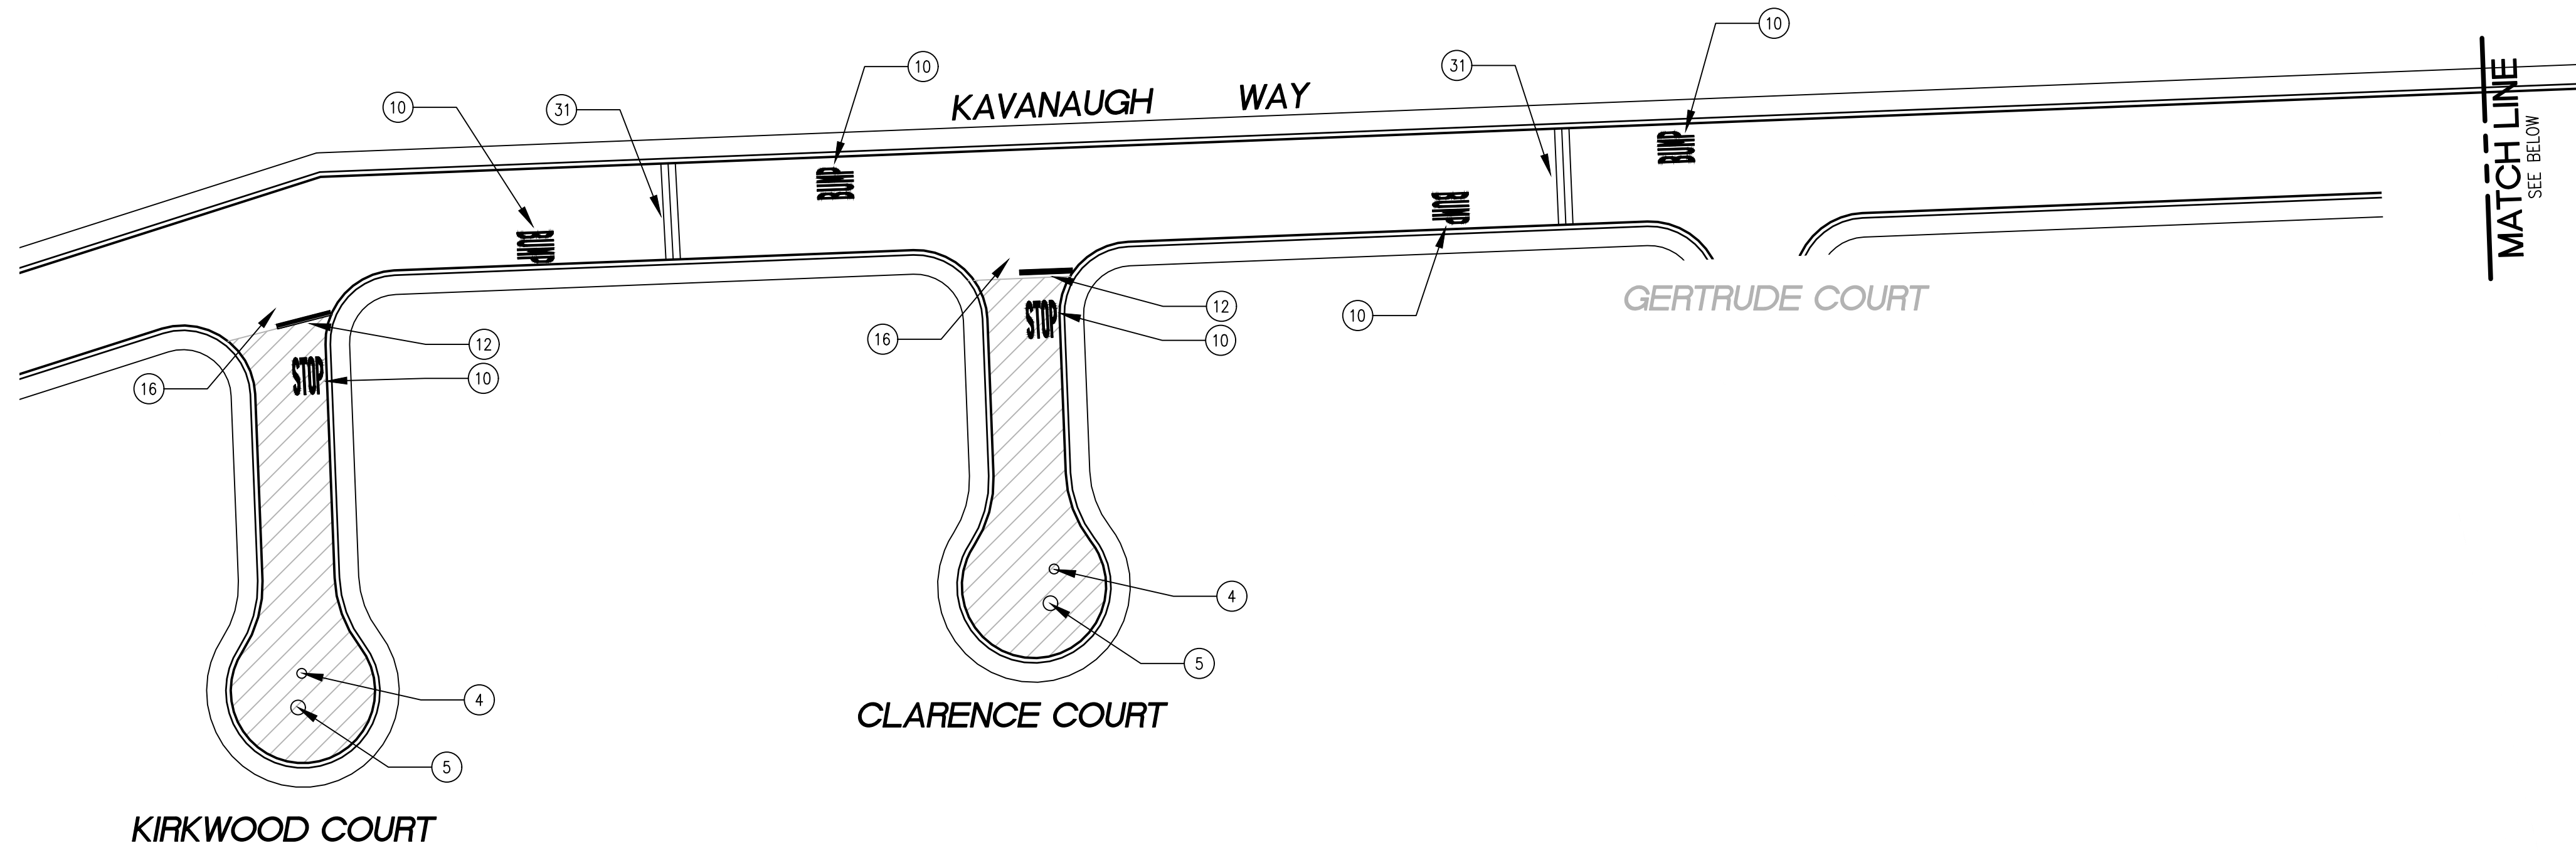 10
10
31
10
31
KAVANAUGH WAY
MATCH LINE
SEE BELOW
BUMP
BUMP
BUMP
BUMP
GERTRUDE COURT
12
10
16
STOP
10
12
10
16
STOP
4
5
CLARENCE COURT
4
5
KIRKWOOD COURT